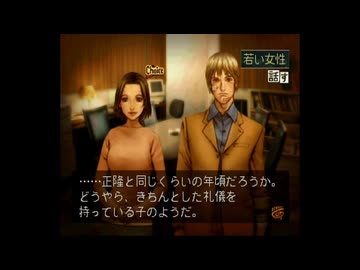 若い女性
Choice
話す
……正隆と同じくらいの年頃だろうか。
どうやら、きちんとした礼儀を
持っている子のようだ。